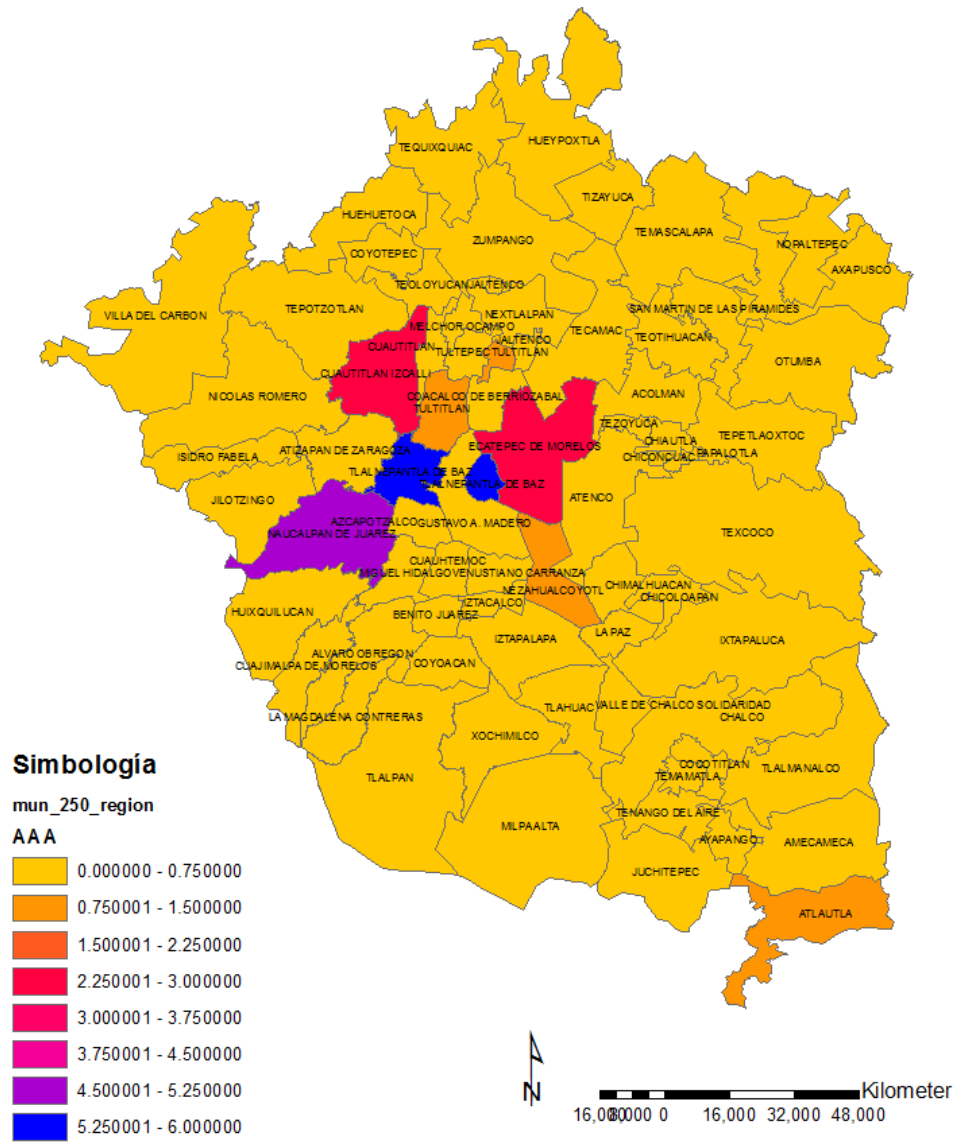 HUEYPOXTLA
TEQUIXQUIAC
TIZAYUCA
HUEHUETOCA
TEMASCALAPA
ZUMPANGO
NOPALTEPEC
COYOTEPEC
AXAPUSCO
TEOLOYUCAN
JALTENCO
TEPOTZOTLAN
SAN MARTIN DE LAS PIRAMIDES
VILLA DEL CARBON
NEXTLALPAN
MELCHOR OCAMPO
TECAMAC
TEOTIHUACAN
JALTENCO
CUAUTITLAN
TULTEPEC
TULTITLAN
OTUMBA
CUAUTITLAN IZCALLI
ACOLMAN
NICOLAS ROMERO
COACALCO DE BERRIOZABAL
TULTITLAN
TEZOYUCA
TEPETLAOXTOC
CHIAUTLA
ECATEPEC DE MORELOS
ATIZAPAN DE ZARAGOZA
PAPALOTLA
ISIDRO FABELA
CHICONCUAC
TLALNEPANTLA DE BAZ
TLALNEPANTLA DE BAZ
JILOTZINGO
ATENCO
AZCAPOTZALCO
GUSTAVO A. MADERO
NAUCALPAN DE JUAREZ
TEXCOCO
CUAUHTEMOC
MIGUEL HIDALGO
VENUSTIANO CARRANZA
CHIMALHUACAN
NEZAHUALCOYOTL
CHICOLOAPAN
IZTACALCO
HUIXQUILUCAN
BENITO JUAREZ
LA PAZ
IZTAPALAPA
IXTAPALUCA
ALVARO OBREGON
CUAJIMALPA DE MORELOS
COYOACAN
TLAHUAC
VALLE DE CHALCO SOLIDARIDAD
LA MAGDALENA CONTRERAS
CHALCO
XOCHIMILCO
COCOTITLAN
TLALMANALCO
TEMAMATLA
TLALPAN
TENANGO DEL AIRE
MILPA ALTA
AYAPANGO
AMECAMECA
JUCHITEPEC
ATLAUTLA
Simbología
mun_250_region
AAA
0.000000 - 0.750000
0.750001 - 1.500000
1.500001 - 2.250000
2.250001 - 3.000000
3.000001 - 3.750000
3.750001 - 4.500000
4.500001 - 5.250000
5.250001 - 6.000000
N
Kilometer
16,000 8,000 0 16,000 32,000 48,000